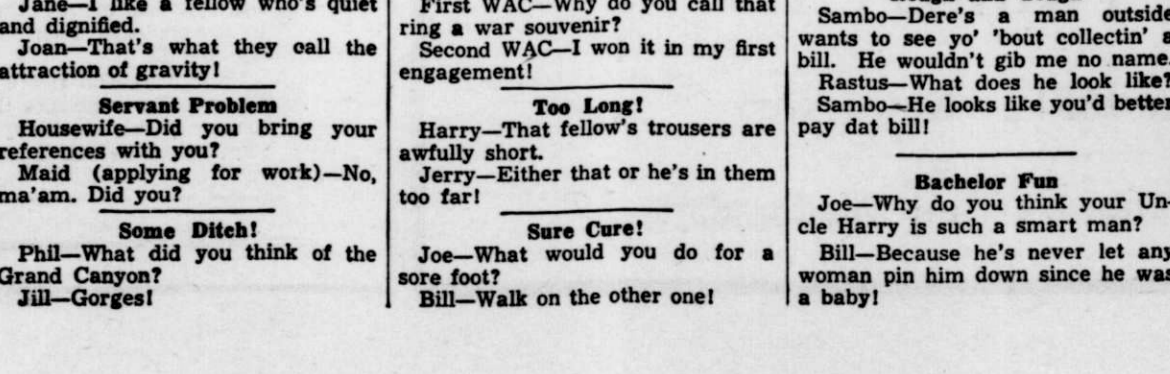 Jane—I like a fellow who's quiet
and dignified.
Joan—That's what they call the
attraction of gravity!
Servant Problem
Housewife—Did you bring your
references with you?
Maid (applying for work)—No,
ma'am. Did you?
Some Ditch!
Phil—What did you think of the
Grand Canyon?
Jill—Gorges!
First WAC—Why do you call that
ring a war souvenir?
Second WAC—I won it in my first
engagement!
Too Long!
Harry—That fellow's trousers are
awfully short.
Jerry—Either that or he's in them
too far!
Sure Cure!
Joe—What would you do for a
sore foot?
Bill—Walk on the other one!
Sambo—Dere's a man outside
wants to see yo' 'bout collectin' a
bill. He wouldn't gib me no name.
Rastus—What does he look like?
Sambo—He looks like you'd better
pay dat bill!
Bachelor Fun
Joe—Why do you think your Un-
cle Harry is such a smart man?
Bill—Because he's never let any
woman pin him down since he was
a baby!